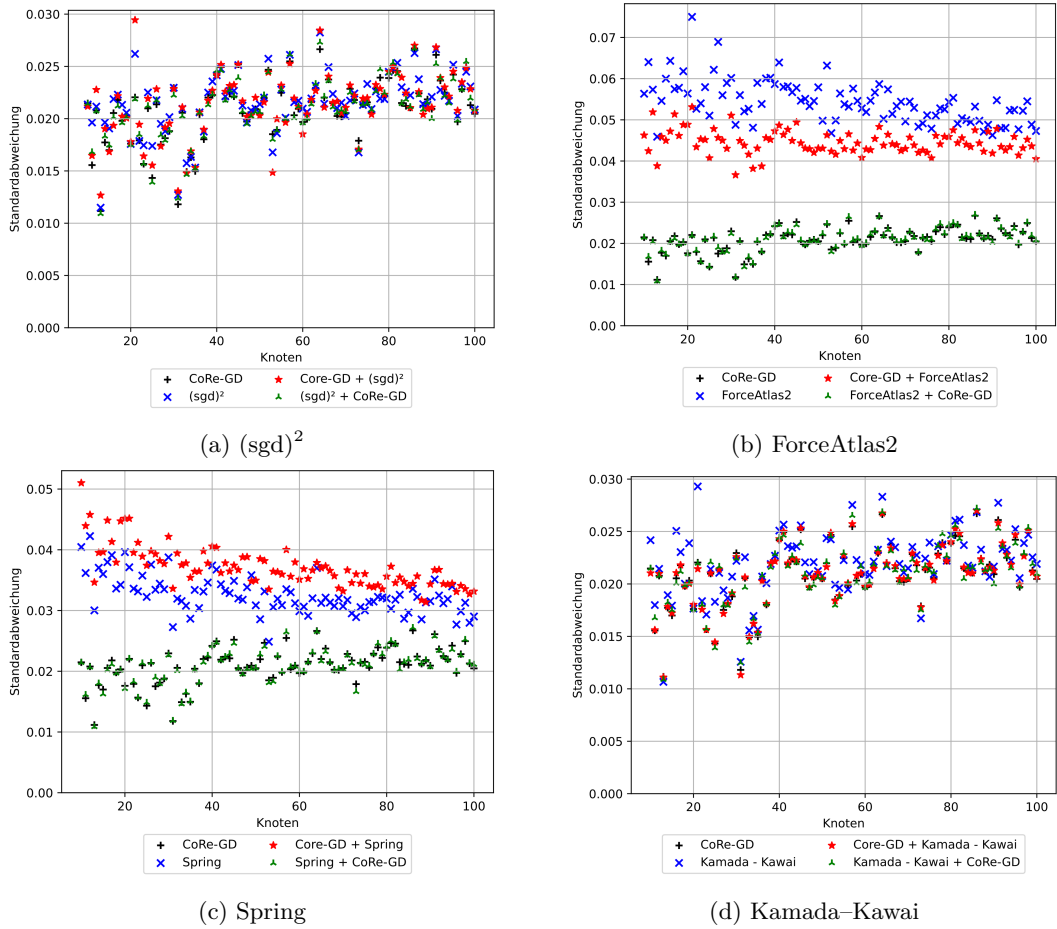 0.030
0.025
0.020
0.015
0.010
0.005
0.000
Standardabweichung
20 40 60 80 100
Knoten
CoRe-GD Core-GD + (sgd)²
(sgd)² (sgd)² + CoRe-GD
(a) (sgd)²
0.07
0.06
0.05
0.04
0.03
0.02
0.01
0.00
Standardabweichung
20 40 60 80 100
Knoten
CoRe-GD Core-GD + ForceAtlas2
ForceAtlas2 ForceAtlas2 + CoRe-GD
(b) ForceAtlas2
0.05
0.04
0.03
0.02
0.01
0.00
Standardabweichung
20 40 60 80 100
Knoten
CoRe-GD Core-GD + Spring
Spring Spring + CoRe-GD
(c) Spring
0.030
0.025
0.020
0.015
0.010
0.005
0.000
Standardabweichung
20 40 60 80 100
Knoten
CoRe-GD Core-GD + Kamada - Kawai
Kamada - Kawai Kamada - Kawai + CoRe-GD
(d) Kamada–Kawai